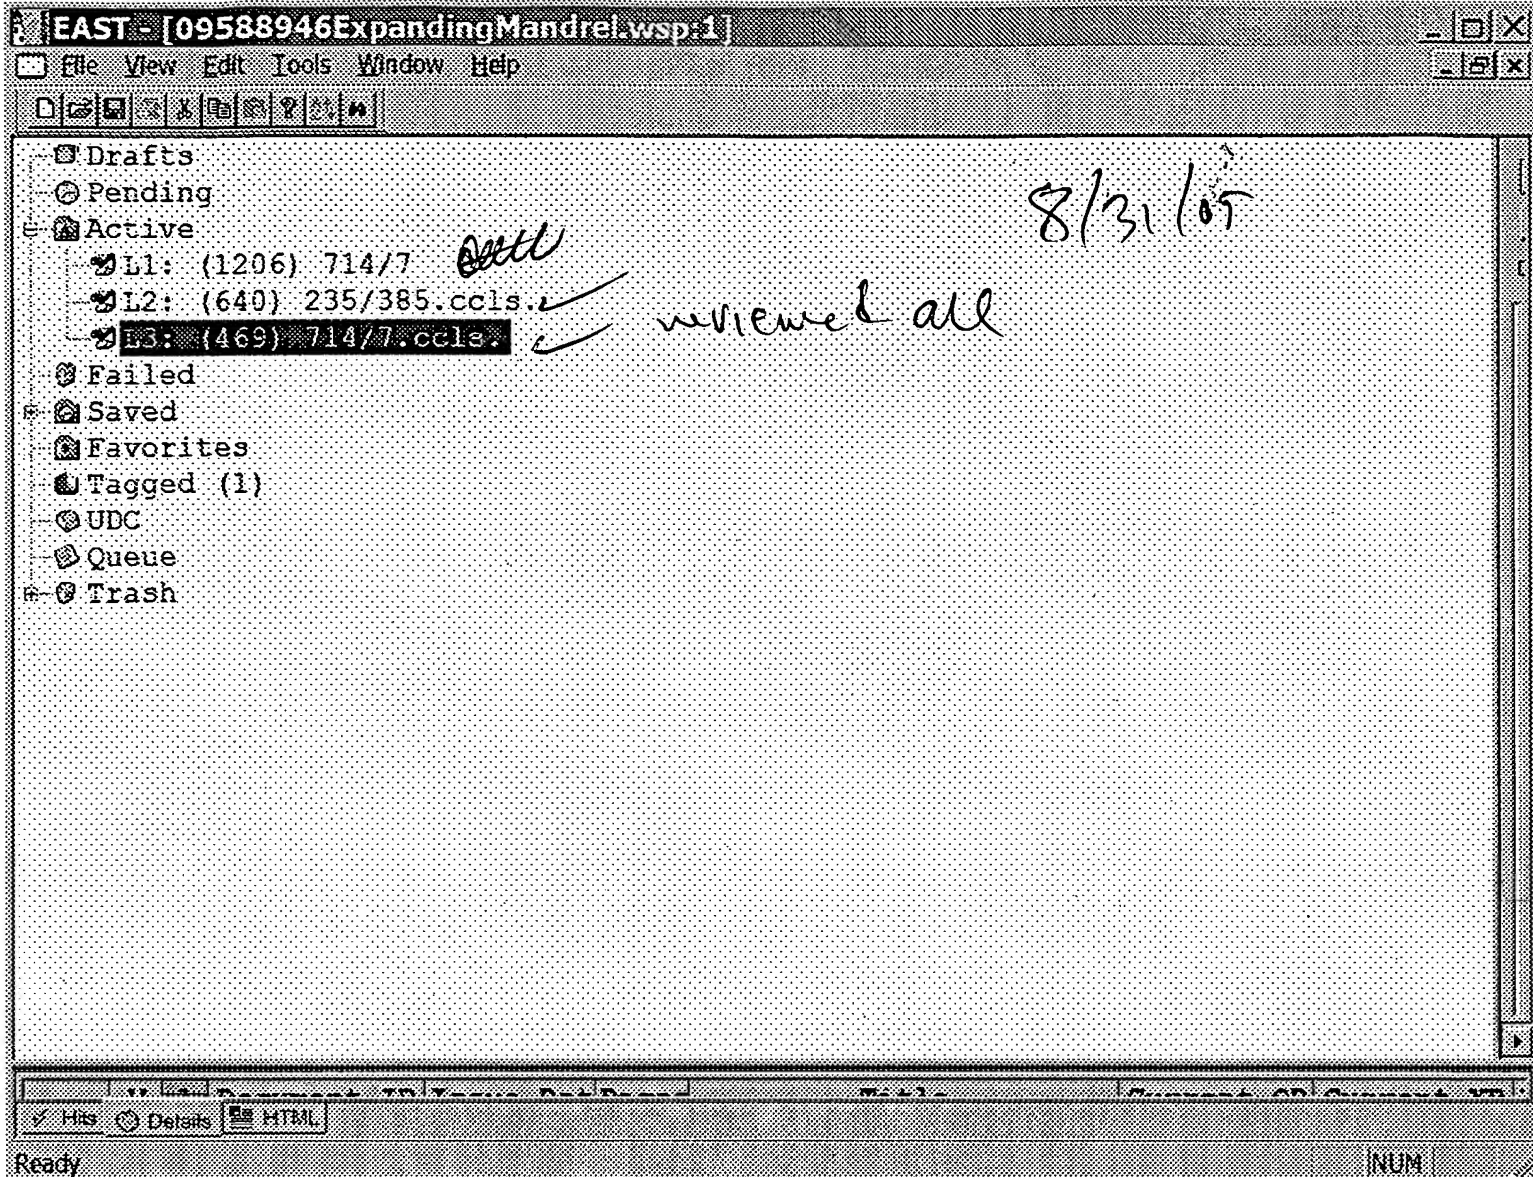 EAST - [09588946ExpandingMandrel.wsp:1]
File View Edit Tools Window Help
Drafts
Pending
8/31/05
Active
L1: (1206) 714/7
L2: (640) 235/385.ccls.
reviewed all
L3: (469) 714/7.ccls.
Failed
Saved
Favorites
Tagged (1)
UDC
Queue
Trash
Hits Details HTML
Ready NUM